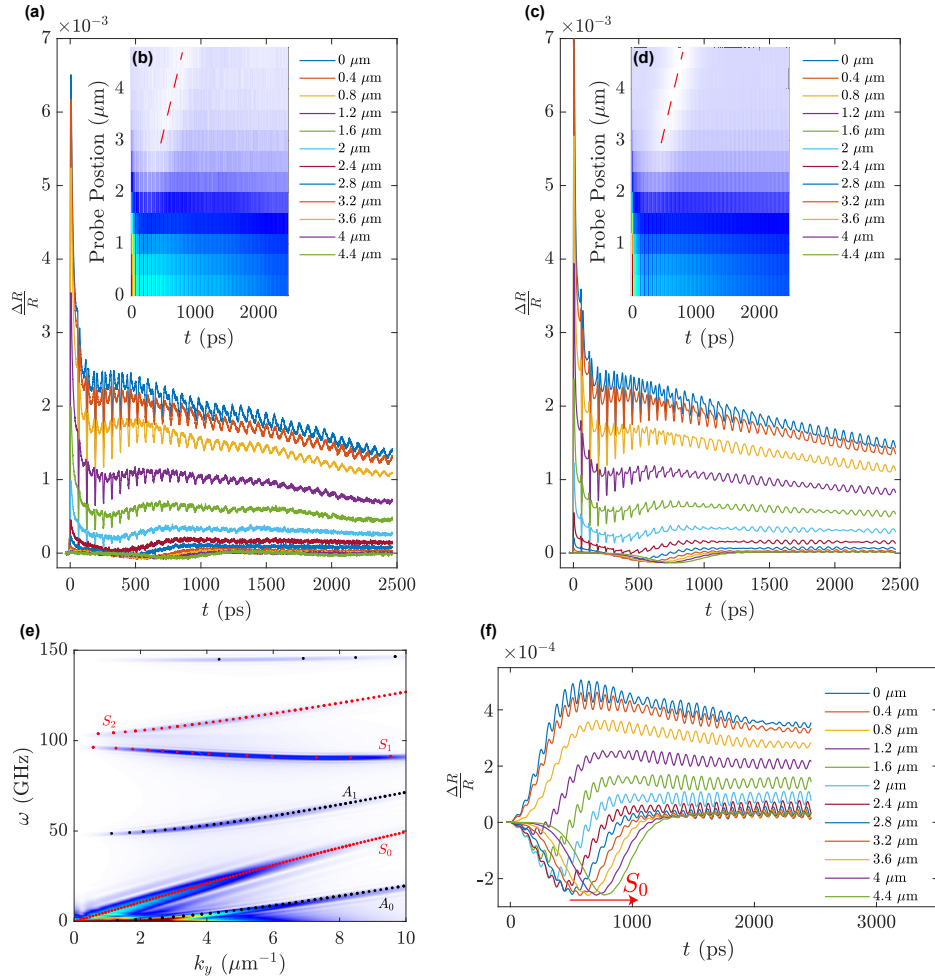 (a)
×10⁻³
7
6
5
4
3
2
1
0
ΔR
R
0 500 1000 1500 2000 2500
t (ps)
(b)
Probe Postion (μm)
4
3
2
1
0
0 1000 2000
t (ps)
0 μm
0.4 μm
0.8 μm
1.2 μm
1.6 μm
2 μm
2.4 μm
2.8 μm
3.2 μm
3.6 μm
4 μm
4.4 μm
(c)
×10⁻³
7
6
5
4
3
2
1
0
ΔR
R
0 500 1000 1500 2000 2500
t (ps)
(d)
Probe Postion (μm)
4
3
2
1
0
0 1000 2000
t (ps)
0 μm
0.4 μm
0.8 μm
1.2 μm
1.6 μm
2 μm
2.4 μm
2.8 μm
3.2 μm
3.6 μm
4 μm
4.4 μm
(e)
150
100
50
0
ω (GHz)
S₂
S₁
A₁
S₀
A₀
0 2 4 6 8 10
k_y (μm⁻¹)
(f)
×10⁻⁴
4
2
0
-2
ΔR
R
S₀
0 1000 2000 3000
t (ps)
0 μm
0.4 μm
0.8 μm
1.2 μm
1.6 μm
2 μm
2.4 μm
2.8 μm
3.2 μm
3.6 μm
4 μm
4.4 μm